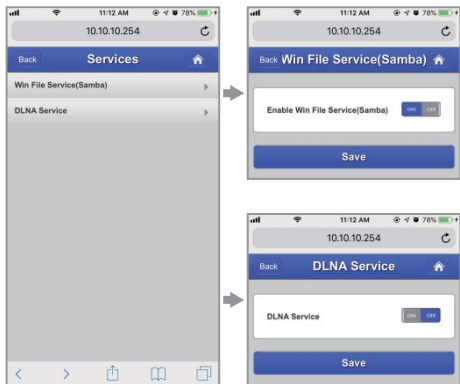 11:12 AM
78%
10.10.10.254
Back
Services
Win File Service(Samba)
DLNA Service
11:12 AM
78%
10.10.10.254
Back
Win File Service(Samba)
Enable Win File Service(Samba)
ON OFF
Save
11:12 AM
78%
10.10.10.254
Back
DLNA Service
DLNA Service
ON OFF
Save